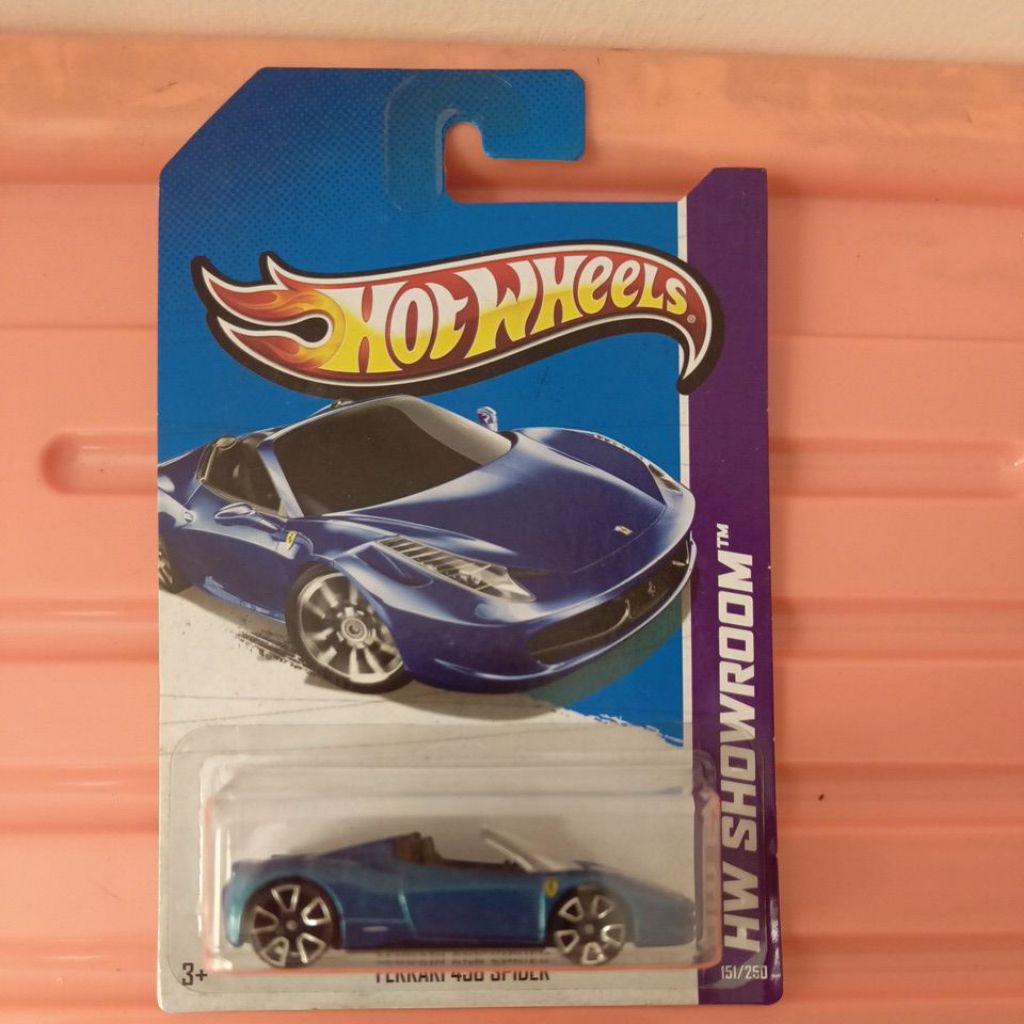 HOT WHEELS®
HW SHOWROOM™
3+
FERRARI 458 SPIDER
151/250